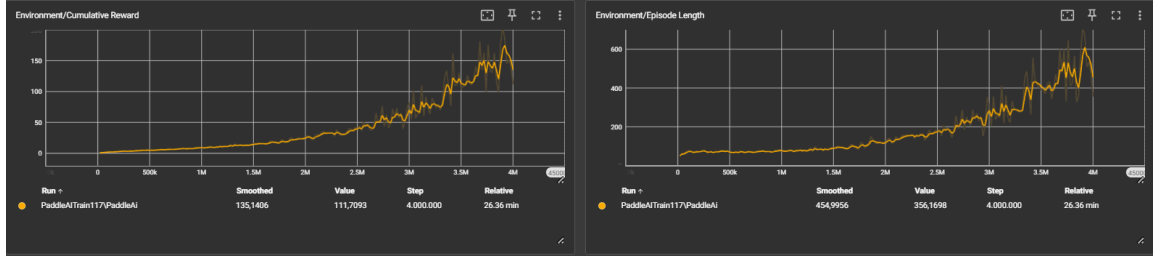 Environment/Cumulative Reward
150
100
50
0
0 500k 1M 1.5M 2M 2.5M 3M 3.5M 4M 4500
Run ↑ Smoothed Value Step Relative
PaddleAITrain117\PaddleAi 135,1406 111,7093 4.000.000 26.36 min
Environment/Episode Length
600
400
200
0 500k 1M 1.5M 2M 2.5M 3M 3.5M 4M 4500
Run ↑ Smoothed Value Step Relative
PaddleAITrain117\PaddleAi 454,9956 356,1698 4.000.000 26.36 min